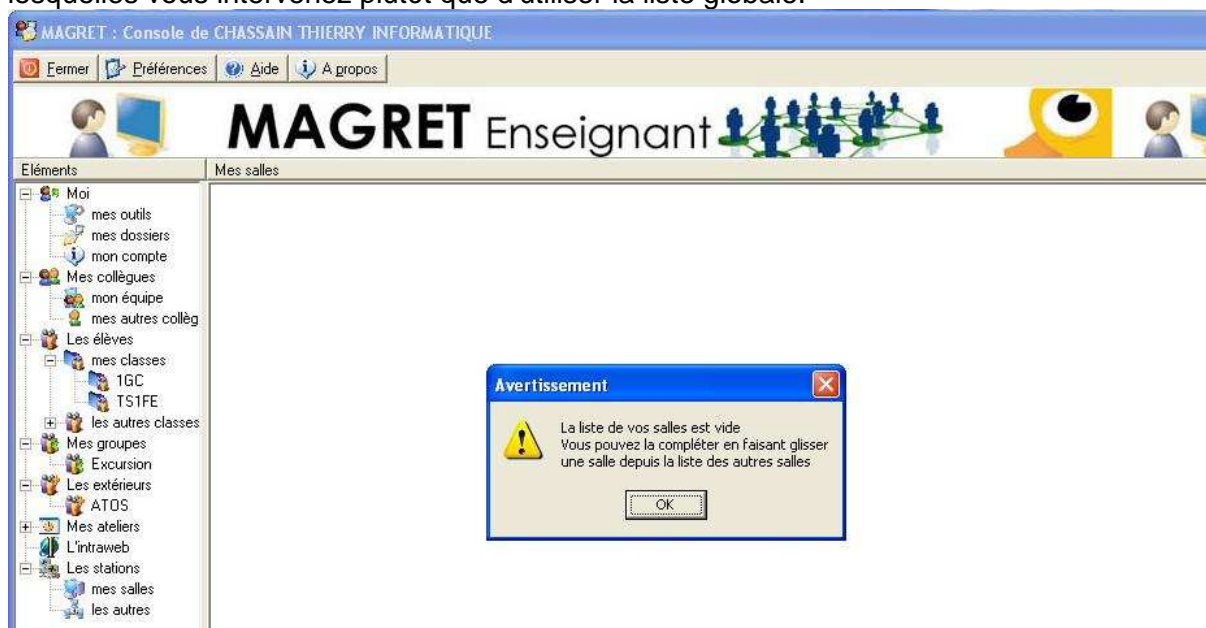 lesquelles vous intervenez plutôt que d'utiliser la liste globale.
MAGRET : Console de CHASSAIN THIERRY INFORMATIQUE
Fermer Préférences Aide A propos
MAGRET Enseignant
Eléments Mes salles
Moi
mes outils
mes dossiers
mon compte
Mes collègues
mon équipe
mes autres collèg
Les élèves
mes classes
1GC
TS1FE
les autres classes
Mes groupes
Excursion
Les extérieurs
ATOS
Mes ateliers
L'intraweb
Les stations
mes salles
les autres
Avertissement
La liste de vos salles est vide
Vous pouvez la compléter en faisant glisser
une salle depuis la liste des autres salles
OK